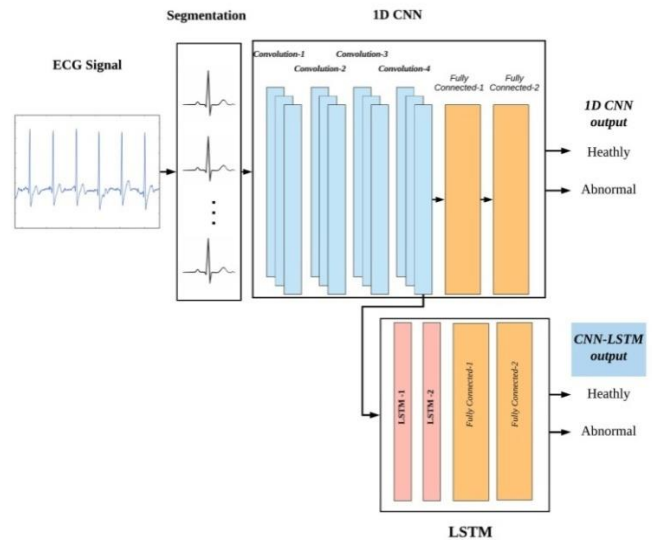 Segmentation
1D CNN
ECG Signal
Convolution-1
Convolution-2
Convolution-3
Convolution-4
Fully
Connected-1
Fully
Connected-2
1D CNN
output
Heathly
Abnormal
LSTM -1
LSTM -2
Fully Connected-1
Fully Connected-2
CNN-LSTM
output
Heathly
Abnormal
LSTM